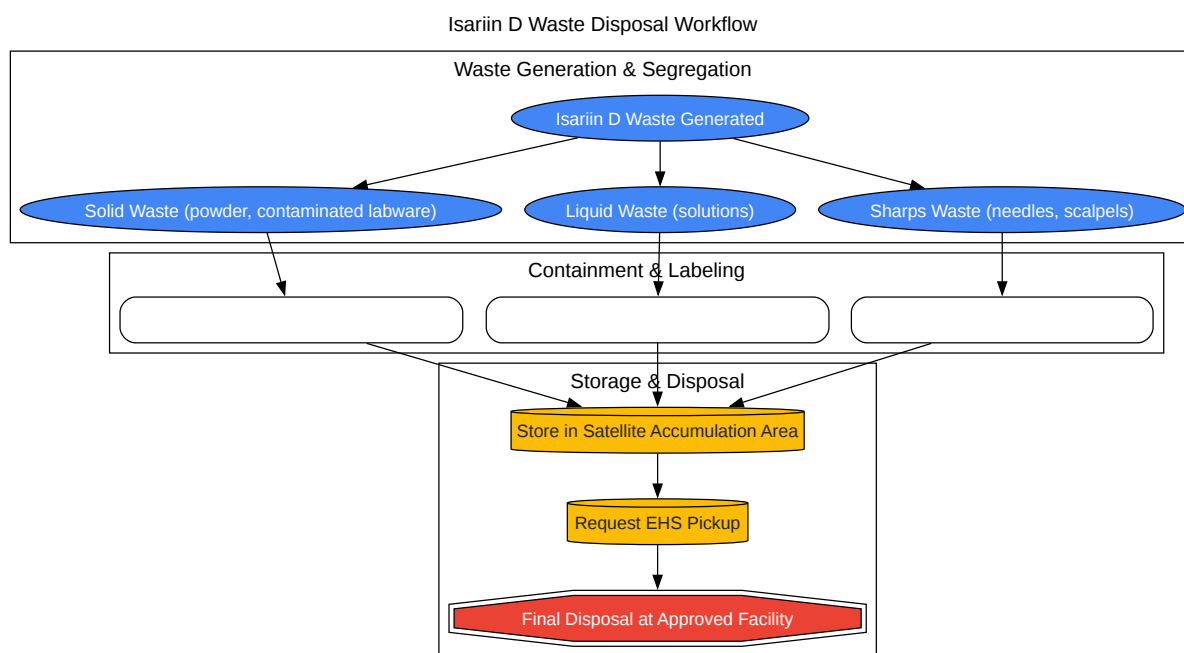 Isariin D Waste Disposal Workflow
Waste Generation & Segregation
Isariin D Waste Generated
Solid Waste (powder, contaminated labware)
Liquid Waste (solutions)
Sharps Waste (needles, scalpels)
Containment & Labeling
Storage & Disposal
Store in Satellite Accumulation Area
Request EHS Pickup
Final Disposal at Approved Facility